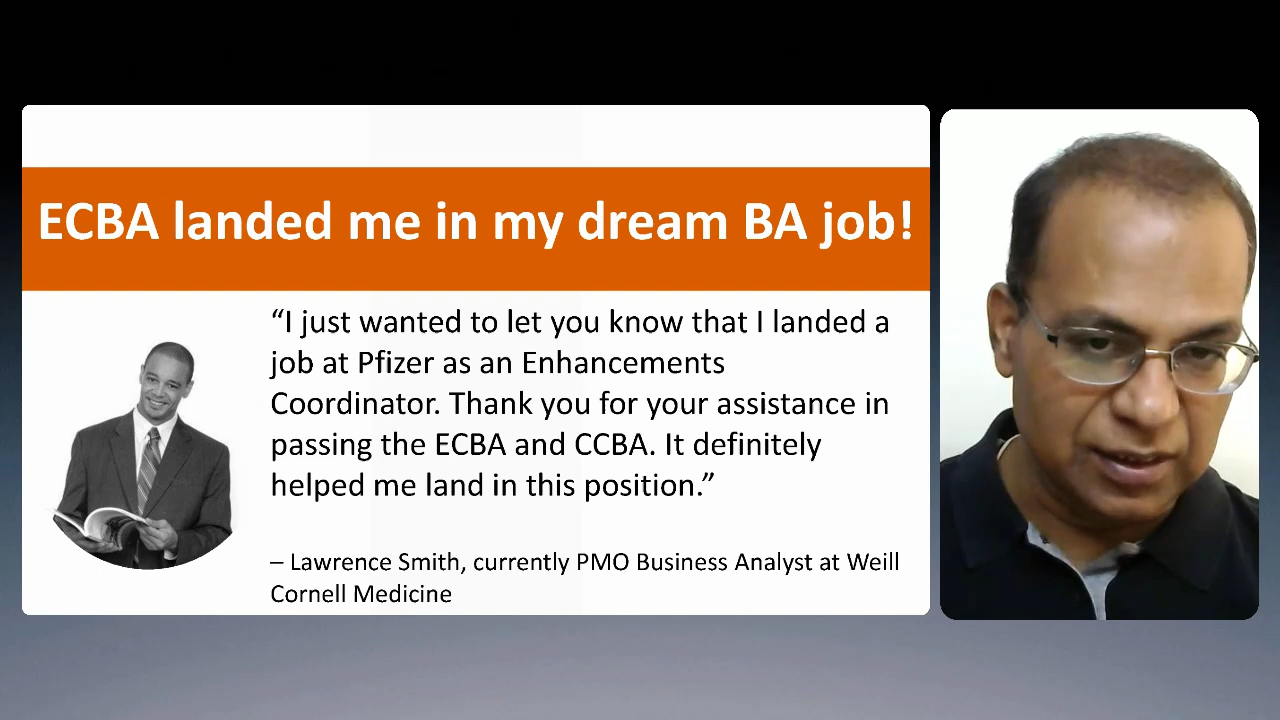 ECBA landed me in my dream BA job!
“I just wanted to let you know that I landed a
job at Pfizer as an Enhancements
Coordinator. Thank you for your assistance in
passing the ECBA and CCBA. It definitely
helped me land in this position.”
– Lawrence Smith, currently PMO Business Analyst at Weill
Cornell Medicine